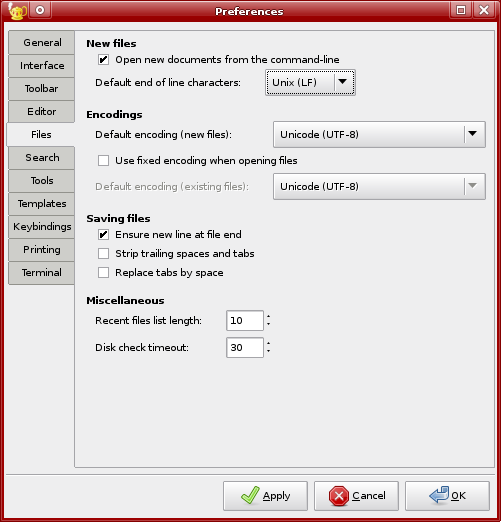 Preferences
General
Interface
Toolbar
Editor
Files
Search
Tools
Templates
Keybindings
Printing
Terminal
New files
Open new documents from the command-line
Default end of line characters: Unix (LF)
Encodings
Default encoding (new files): Unicode (UTF-8)
Use fixed encoding when opening files
Default encoding (existing files): Unicode (UTF-8)
Saving files
Ensure new line at file end
Strip trailing spaces and tabs
Replace tabs by space
Miscellaneous
Recent files list length: 10
Disk check timeout: 30
Apply Cancel OK